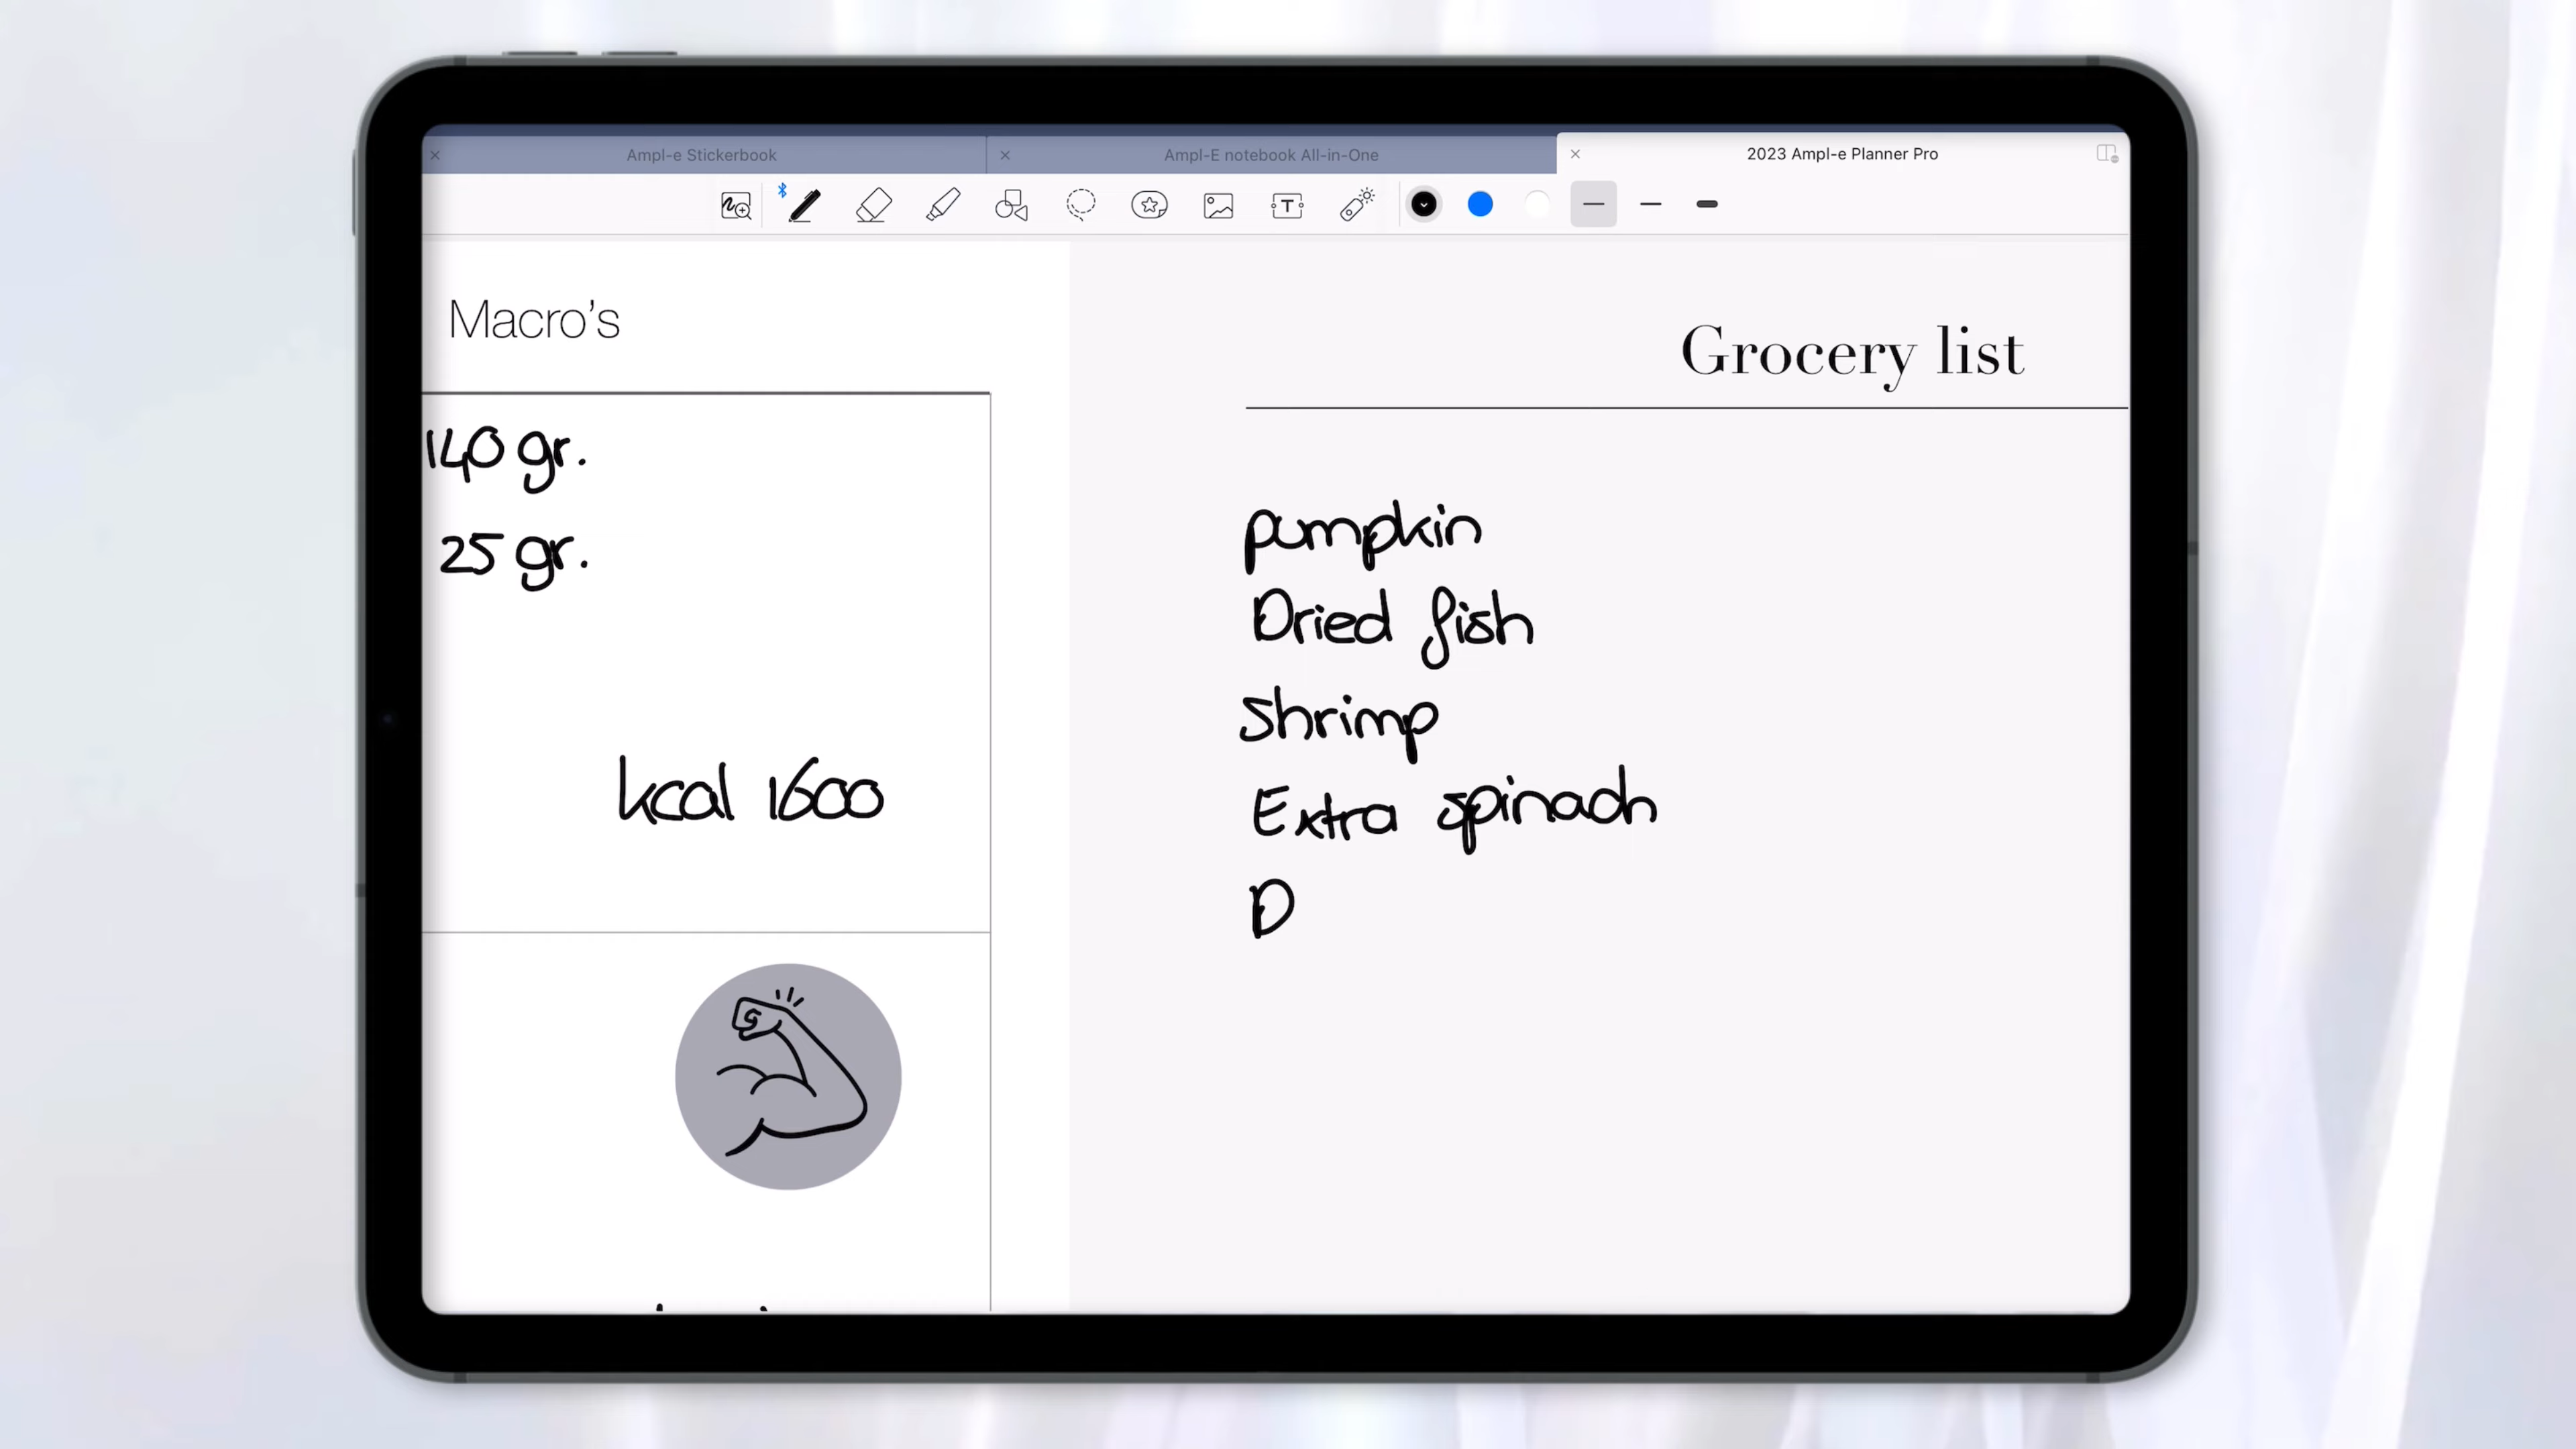 Ampl-e Stickerbook
Ampl-E notebook All-in-One
2023 Ampl-e Planner Pro
Macro's
140 gr.
25 gr.
kcal 1600
Grocery list
pumpkin
Dried fish
shrimp
Extra spinach
D